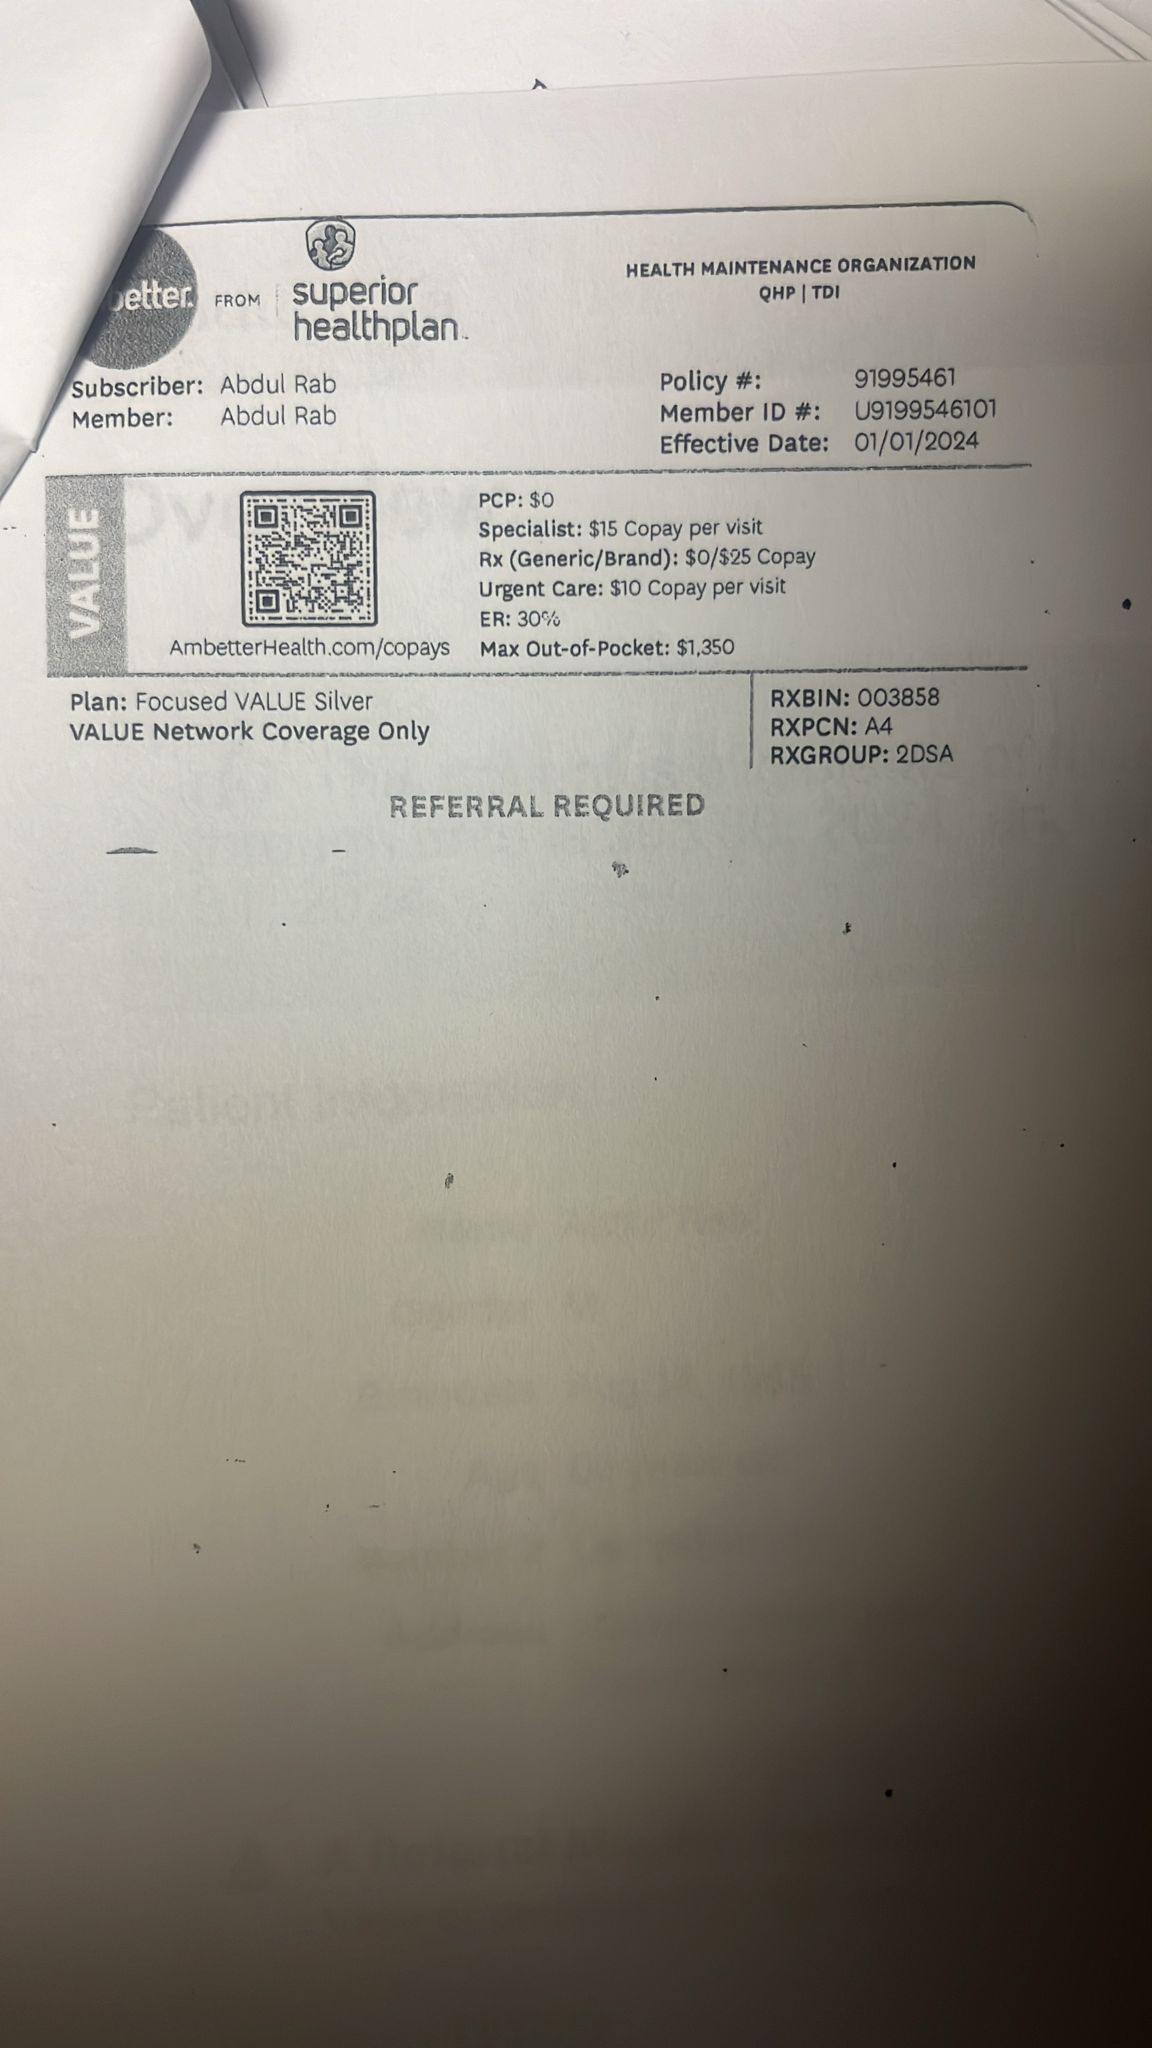 better.
FROM
superior
healthplan.
HEALTH MAINTENANCE ORGANIZATION
QHP | TDI
Subscriber: Abdul Rab
Member: Abdul Rab
Policy #: 91995461
Member ID #: U9199546101
Effective Date: 01/01/2024
VALUE
AmbetterHealth.com/copays
PCP: $0
Specialist: $15 Copay per visit
Rx (Generic/Brand): $0/$25 Copay
Urgent Care: $10 Copay per visit
ER: 30%
Max Out-of-Pocket: $1,350
Plan: Focused VALUE Silver
VALUE Network Coverage Only
RXBIN: 003858
RXPCN: A4
RXGROUP: 2DSA
REFERRAL REQUIRED